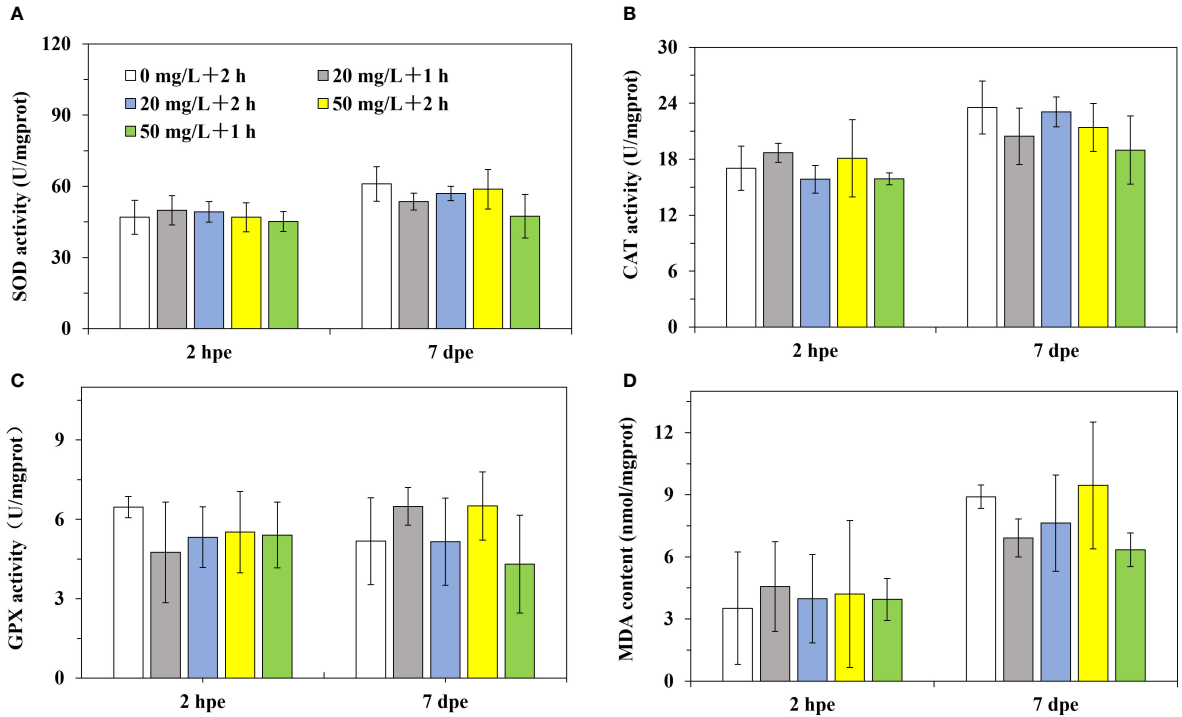 A
120
90
60
30
0
SOD activity (U/mgprot)
0 mg/L+2 h
20 mg/L+1 h
20 mg/L+2 h
50 mg/L+2 h
50 mg/L+1 h
2 hpe
7 dpe
B
30
24
18
12
6
0
CAT activity (U/mgprot)
2 hpe
7 dpe
C
9
6
3
0
GPX activity（U/mgprot)
2 hpe
7 dpe
D
12
9
6
3
0
MDA content (nmol/mgprot)
2 hpe
7 dpe